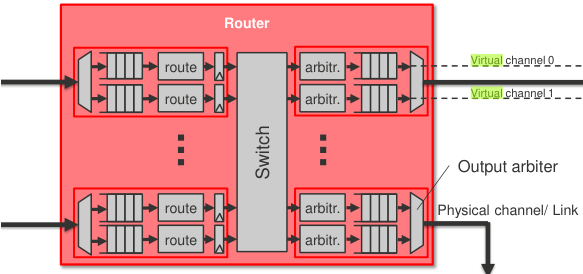 Router
route
arbitr.
Virtual channel 0
route
arbitr.
Virtual channel 1
Switch
Output arbiter
route
arbitr.
Physical channel/ Link
route
arbitr.